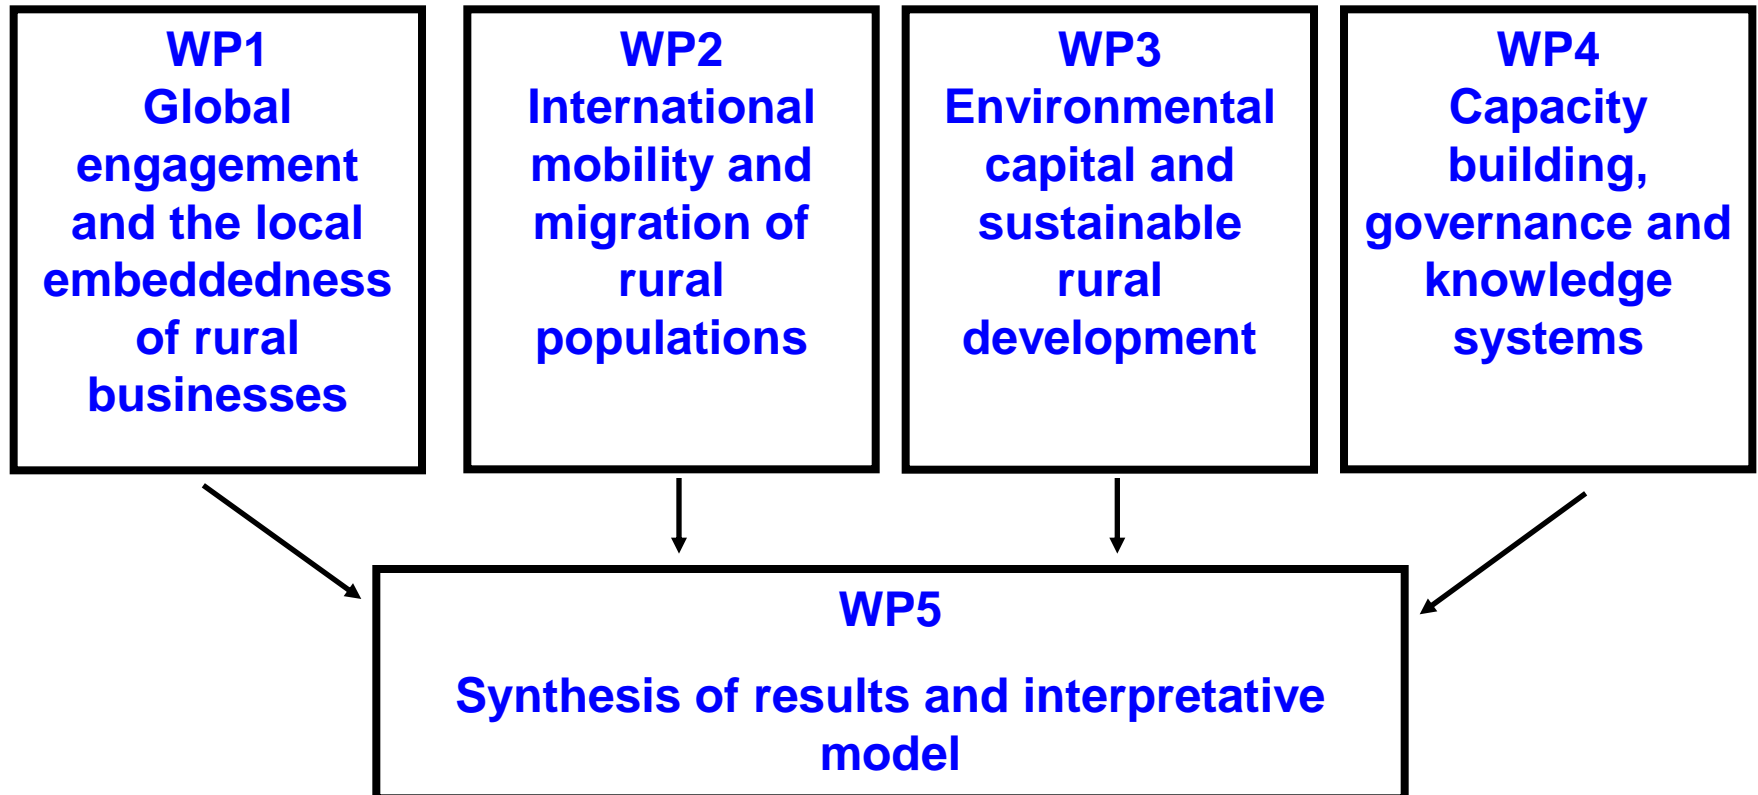 WP1
Global
engagement
and the local
embeddedness
of rural
businesses
WP2
International
mobility and
migration of
rural
populations
WP3
Environmental
capital and
sustainable
rural
development
WP4
Capacity
building,
governance and
knowledge
systems
WP5
Synthesis of results and interpretative
model